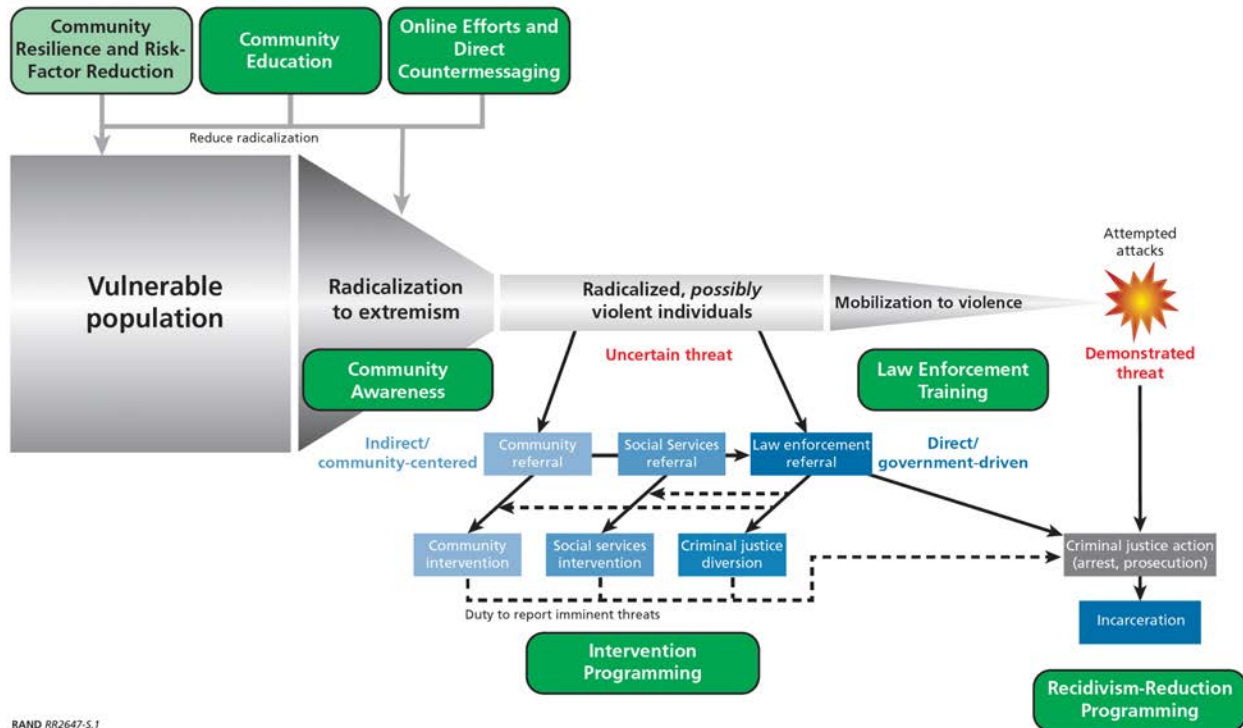 Community
Resilience and Risk-
Factor Reduction
Community
Education
Online Efforts and
Direct
Countermessaging
Reduce radicalization
Vulnerable
population
Radicalization
to extremism
Radicalized, possibly
violent individuals
Mobilization to violence
Attempted
attacks
Uncertain threat
Demonstrated
threat
Community
Awareness
Law Enforcement
Training
Indirect/
community-centered
Community
referral
Social Services
referral
Law enforcement
referral
Direct/
government-driven
Community
intervention
Social services
intervention
Criminal justice
diversion
Criminal justice action
(arrest, prosecution)
Duty to report imminent threats
Incarceration
Intervention
Programming
Recidivism-Reduction
Programming
RAND RR2647-S.1